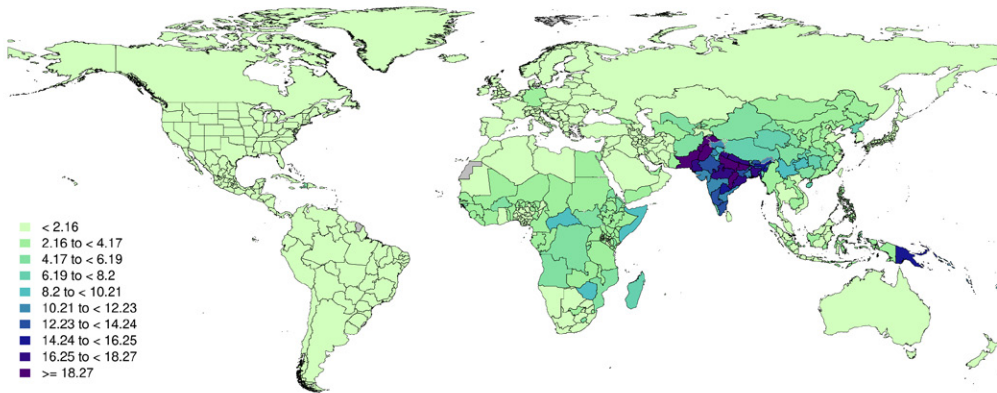 < 2.16
2.16 to < 4.17
4.17 to < 6.19
6.19 to < 8.2
8.2 to < 10.21
10.21 to < 12.23
12.23 to < 14.24
14.24 to < 16.25
16.25 to < 18.27
>= 18.27